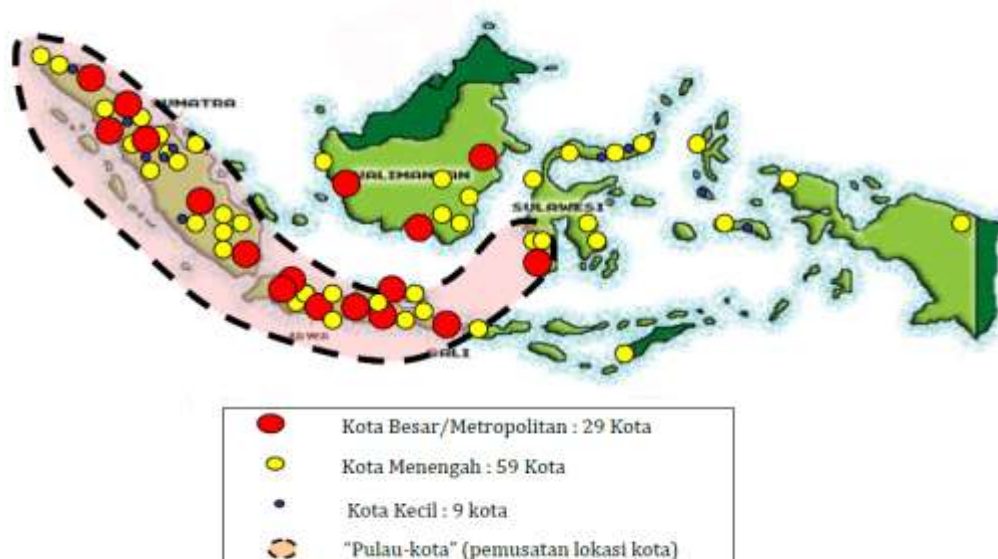 SUMATRA
KALIMANTAN
SULAWESI
JAWA
BALI
Kota Besar/Metropolitan : 29 Kota
Kota Menengah : 59 Kota
Kota Kecil : 9 kota
"Pulau-kota" (pemusatan lokasi kota)